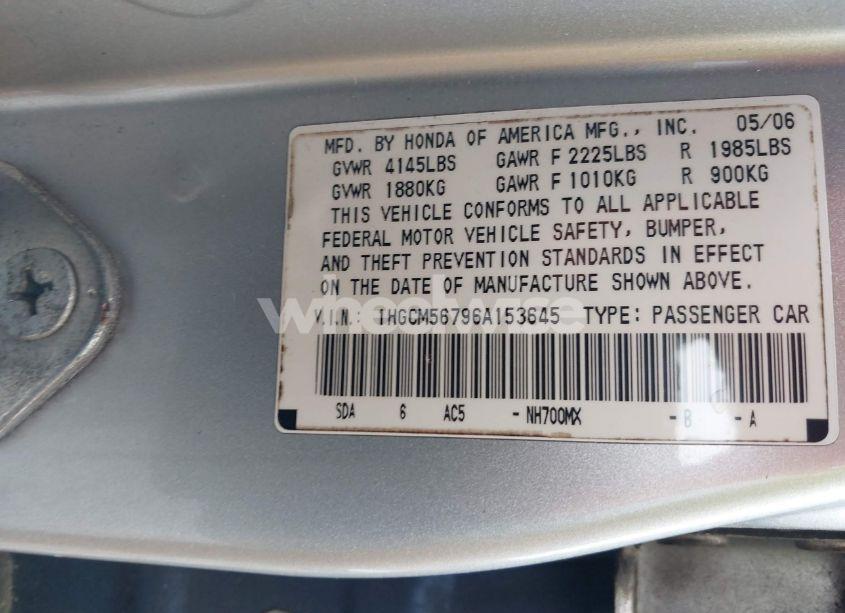 MFD. BY HONDA OF AMERICA MFG., INC. 05/06
GVWR 4145LBS GAWR F 2225LBS R 1985LBS
GVWR 1880KG GAWR F 1010KG R 900KG
THIS VEHICLE CONFORMS TO ALL APPLICABLE
FEDERAL MOTOR VEHICLE SAFETY, BUMPER,
AND THEFT PREVENTION STANDARDS IN EFFECT
ON THE DATE OF MANUFACTURE SHOWN ABOVE.
wheelwise
V.I.N.: 1HGCM56796A153645 TYPE: PASSENGER CAR
SDA 6 AC5 -NH700MX -B -A